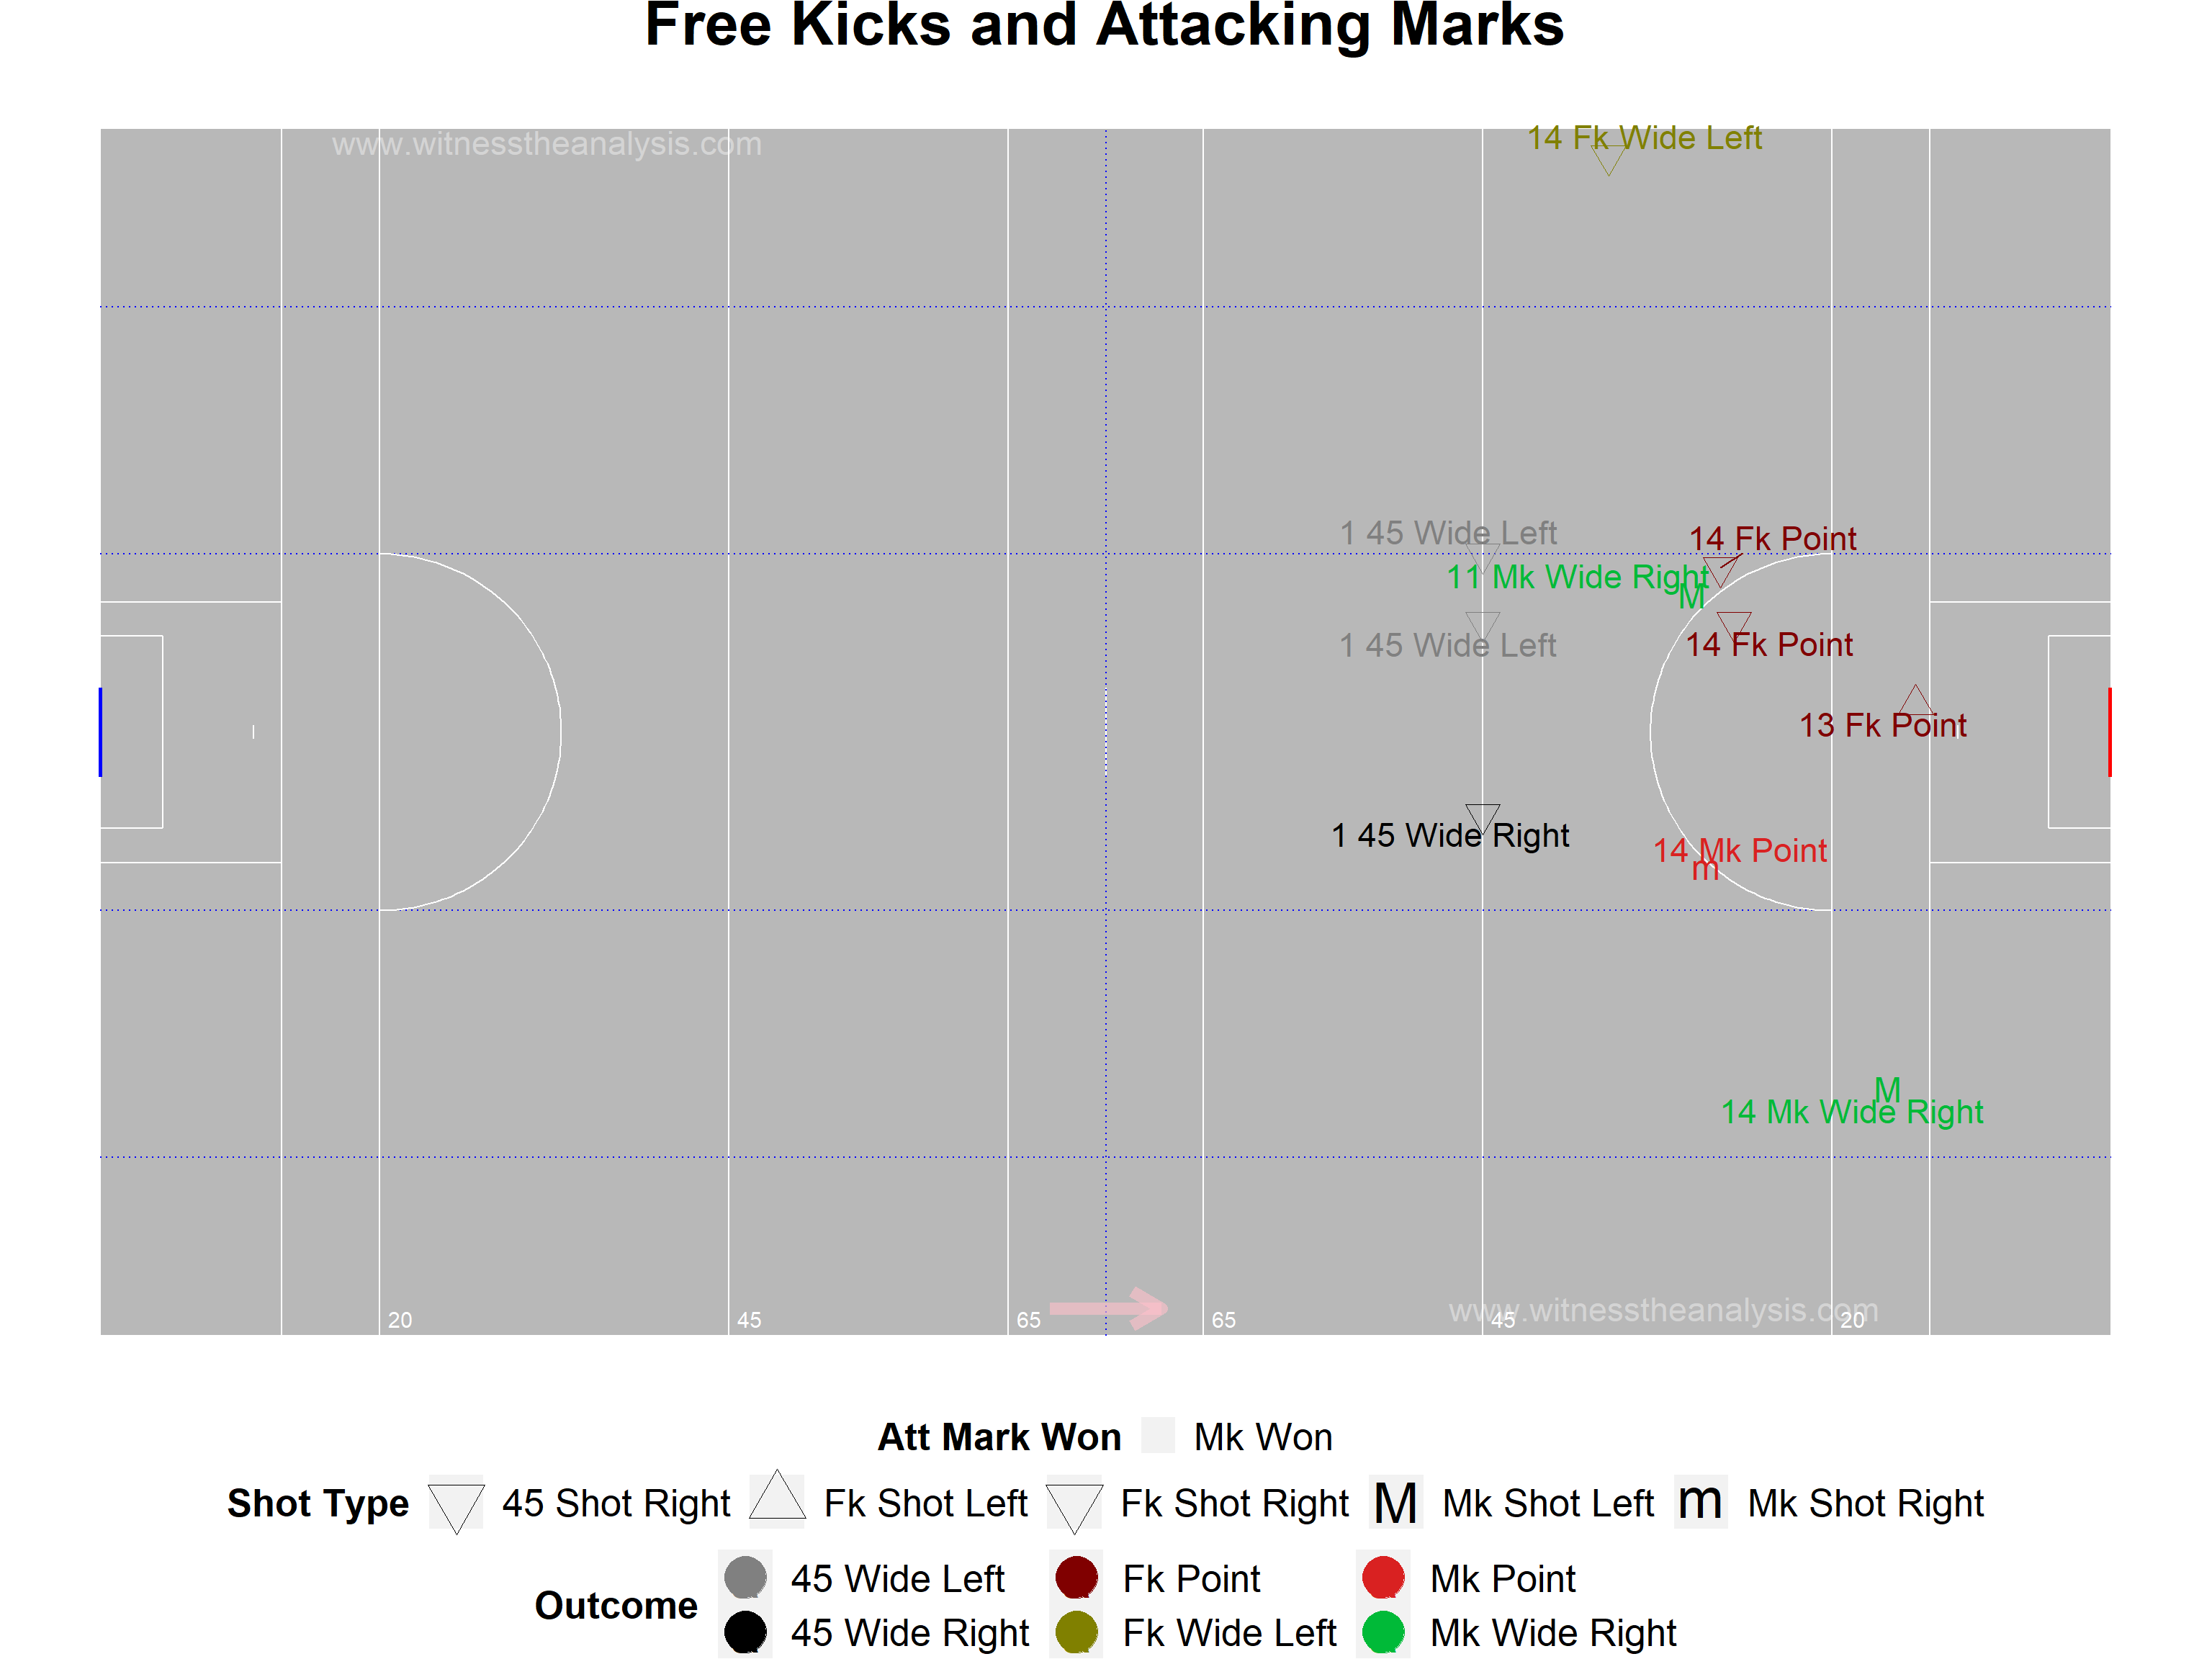 Free Kicks and Attacking Marks
www.witnesstheanalysis.com
14 Fk Wide Left
1 45 Wide Left
14 Fk Point
11 Mk Wide Right
M
1 45 Wide Left
14 Fk Point
13 Fk Point
1 45 Wide Right
14 Mk Point
m
M
14 Mk Wide Right
www.witnesstheanalysis.com
20 45 65 65 45 20
Att Mark Won Mk Won
Shot Type 45 Shot Right Fk Shot Left Fk Shot Right M Mk Shot Left m Mk Shot Right
Outcome
45 Wide Left Fk Point Mk Point
45 Wide Right Fk Wide Left Mk Wide Right